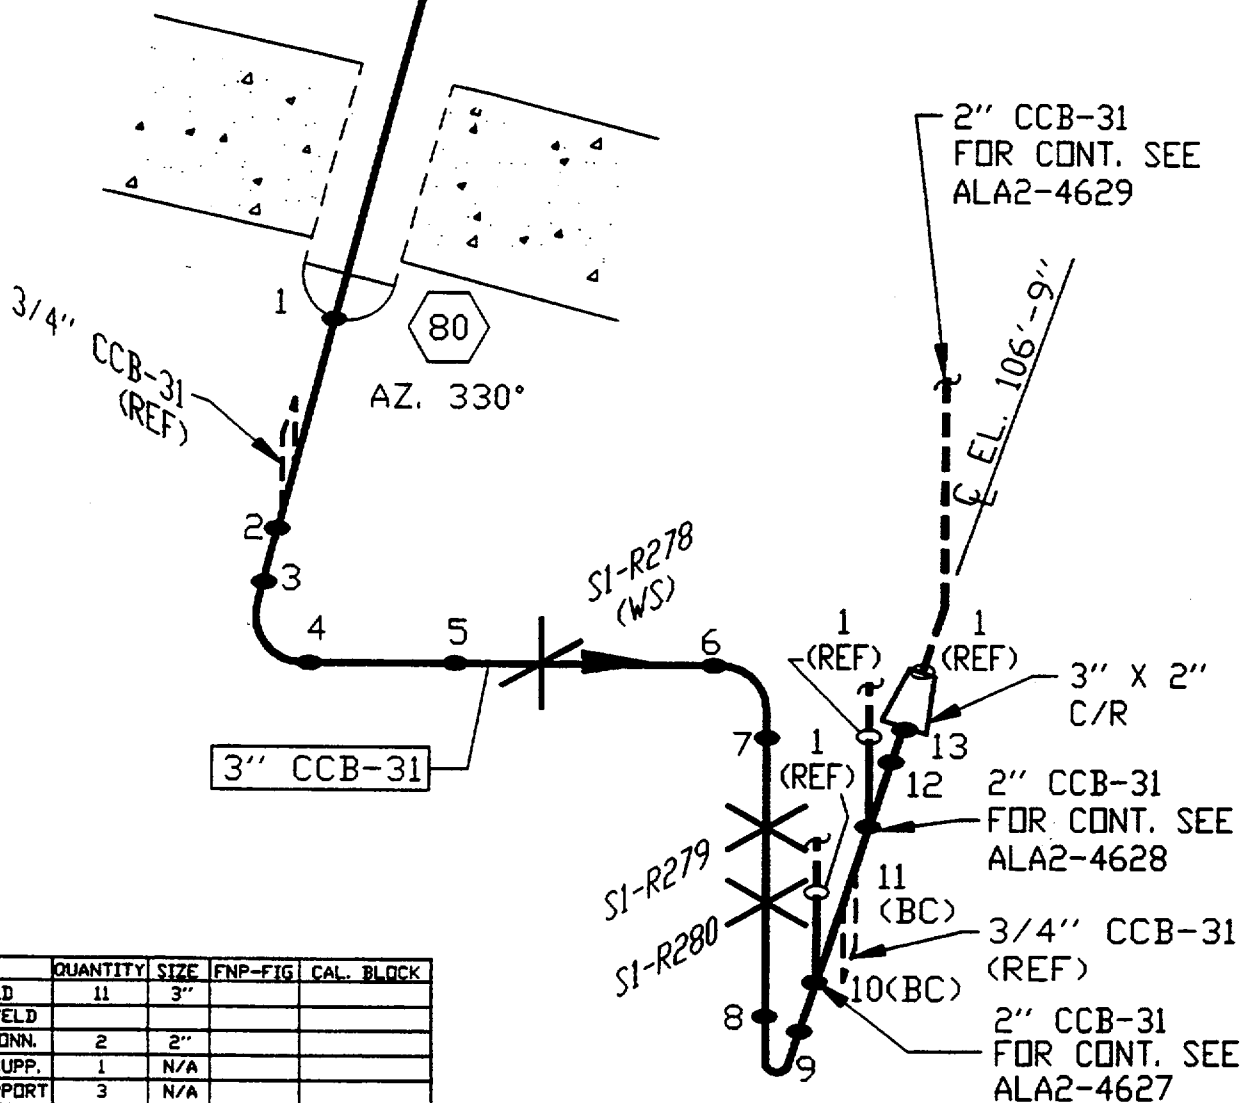 2" CCB-31
FOR CONT. SEE
ALA2-4629
℄ EL. 106'-9"
1
80
AZ. 330°
3/4" CCB-31
(REF)
2
3
4
5
S1-R278
(WS)
6
3" CCB-31
7
1
(REF)
1
(REF)
3" X 2"
C/R
13
12
1
(REF)
2" CCB-31
FOR CONT. SEE
ALA2-4628
S1-R279
S1-R280
11
(BC)
3/4" CCB-31
(REF)
10(BC)
8
9
2" CCB-31
FOR CONT. SEE
ALA2-4627
QUANTITY SIZE FNP-FIG CAL. BLOCK
D 11 3"
ELD
ONN. 2 2"
UPP. 1 N/A
PORT 3 N/A